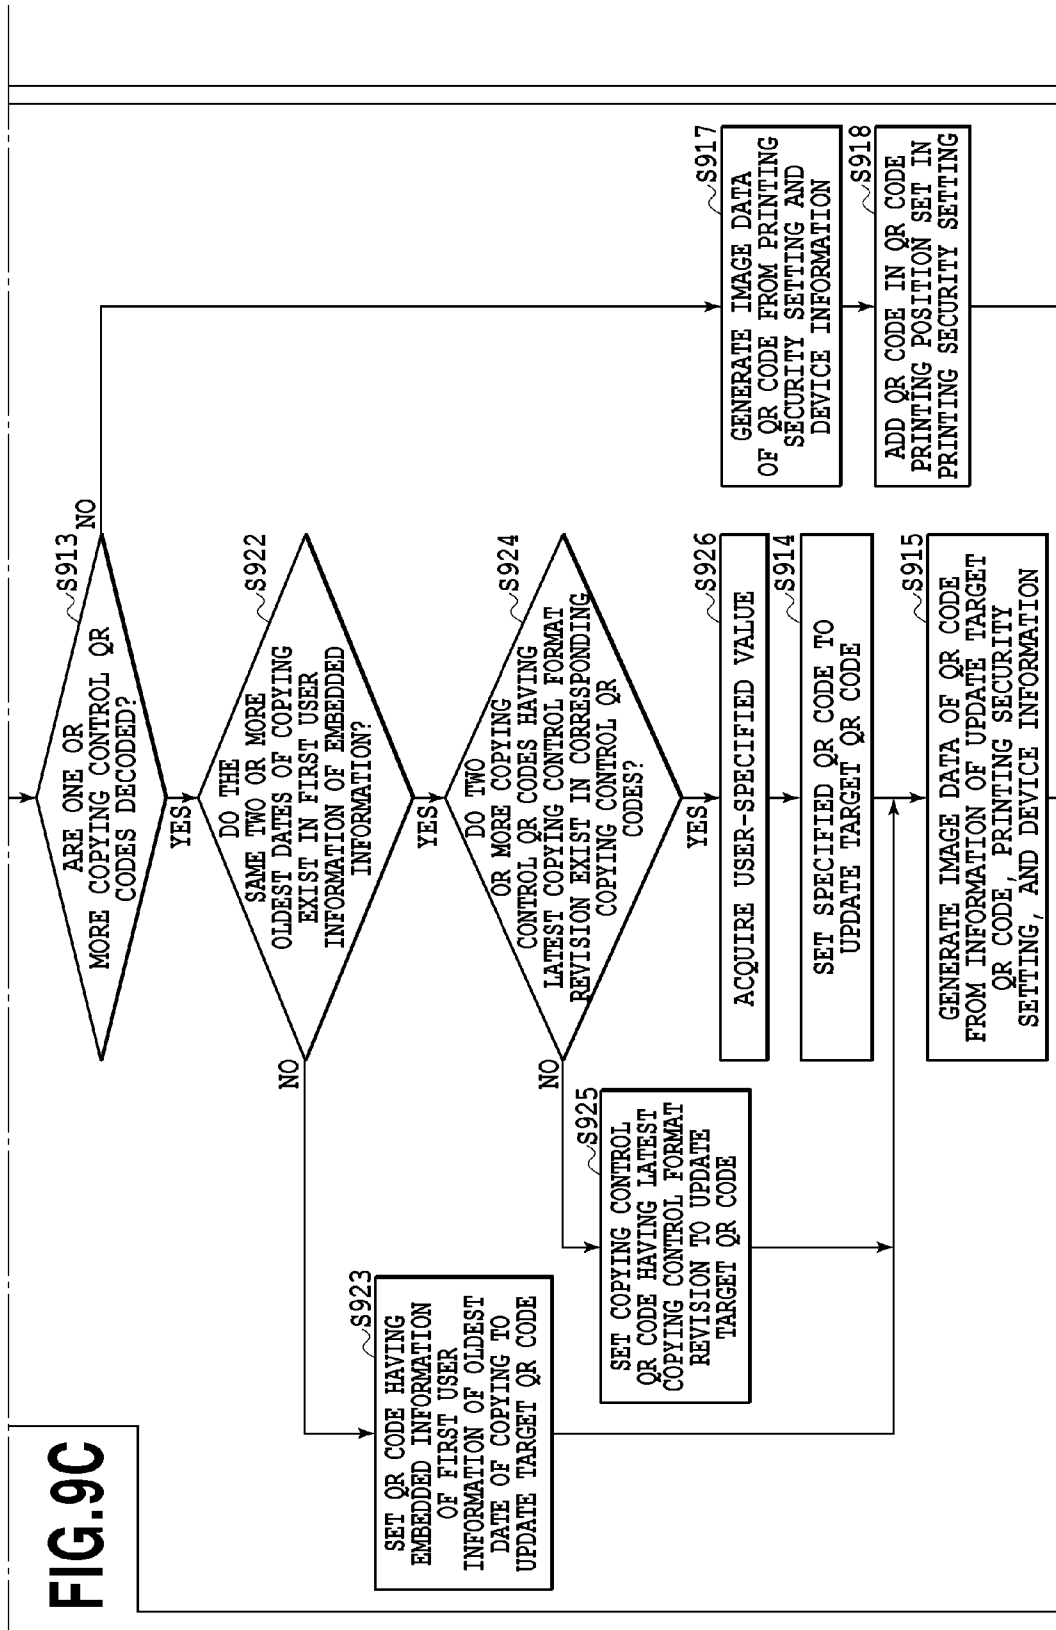 FIG.9C
S913
ARE ONE OR
MORE COPYING CONTROL QR
CODES DECODED?
NO
YES
S922
DO THE
SAME TWO OR MORE
OLDEST DATES OF COPYING
EXIST IN FIRST USER
INFORMATION OF EMBEDDED
INFORMATION?
NO
YES
S923
SET QR CODE HAVING
EMBEDDED INFORMATION
OF FIRST USER
INFORMATION OF OLDEST
DATE OF COPYING TO
UPDATE TARGET QR CODE
S924
DO TWO
OR MORE COPYING
CONTROL QR CODES HAVING
LATEST COPYING CONTROL FORMAT
REVISION EXIST IN CORRESPONDING
COPYING CONTROL QR
CODES?
NO
YES
S925
SET COPYING CONTROL
QR CODE HAVING LATEST
COPYING CONTROL FORMAT
REVISION TO UPDATE
TARGET QR CODE
S926
ACQUIRE USER-SPECIFIED VALUE
S914
SET SPECIFIED QR CODE TO
UPDATE TARGET QR CODE
S915
GENERATE IMAGE DATA OF QR CODE
FROM INFORMATION OF UPDATE TARGET
QR CODE, PRINTING SECURITY
SETTING, AND DEVICE INFORMATION
S917
GENERATE IMAGE DATA
OF QR CODE FROM PRINTING
SECURITY SETTING AND
DEVICE INFORMATION
S918
ADD QR CODE IN QR CODE
PRINTING POSITION SET IN
PRINTING SECURITY SETTING